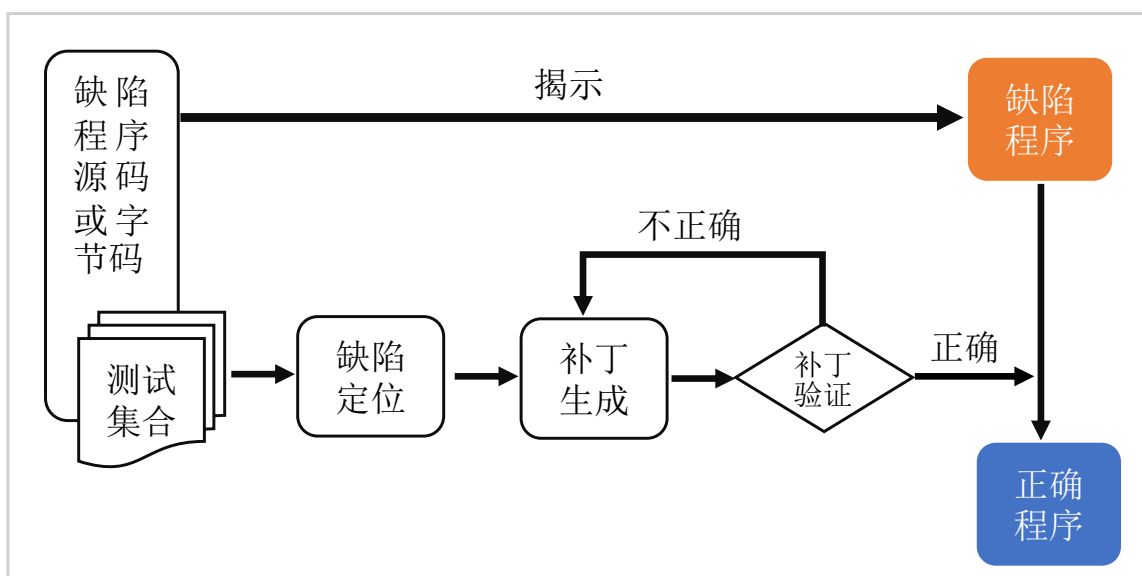 缺陷
程序
源码
或字
节码
揭示
缺陷
程序
不正确
测试
集合
缺陷
定位
补丁
生成
补丁
验证
正确
正确
程序